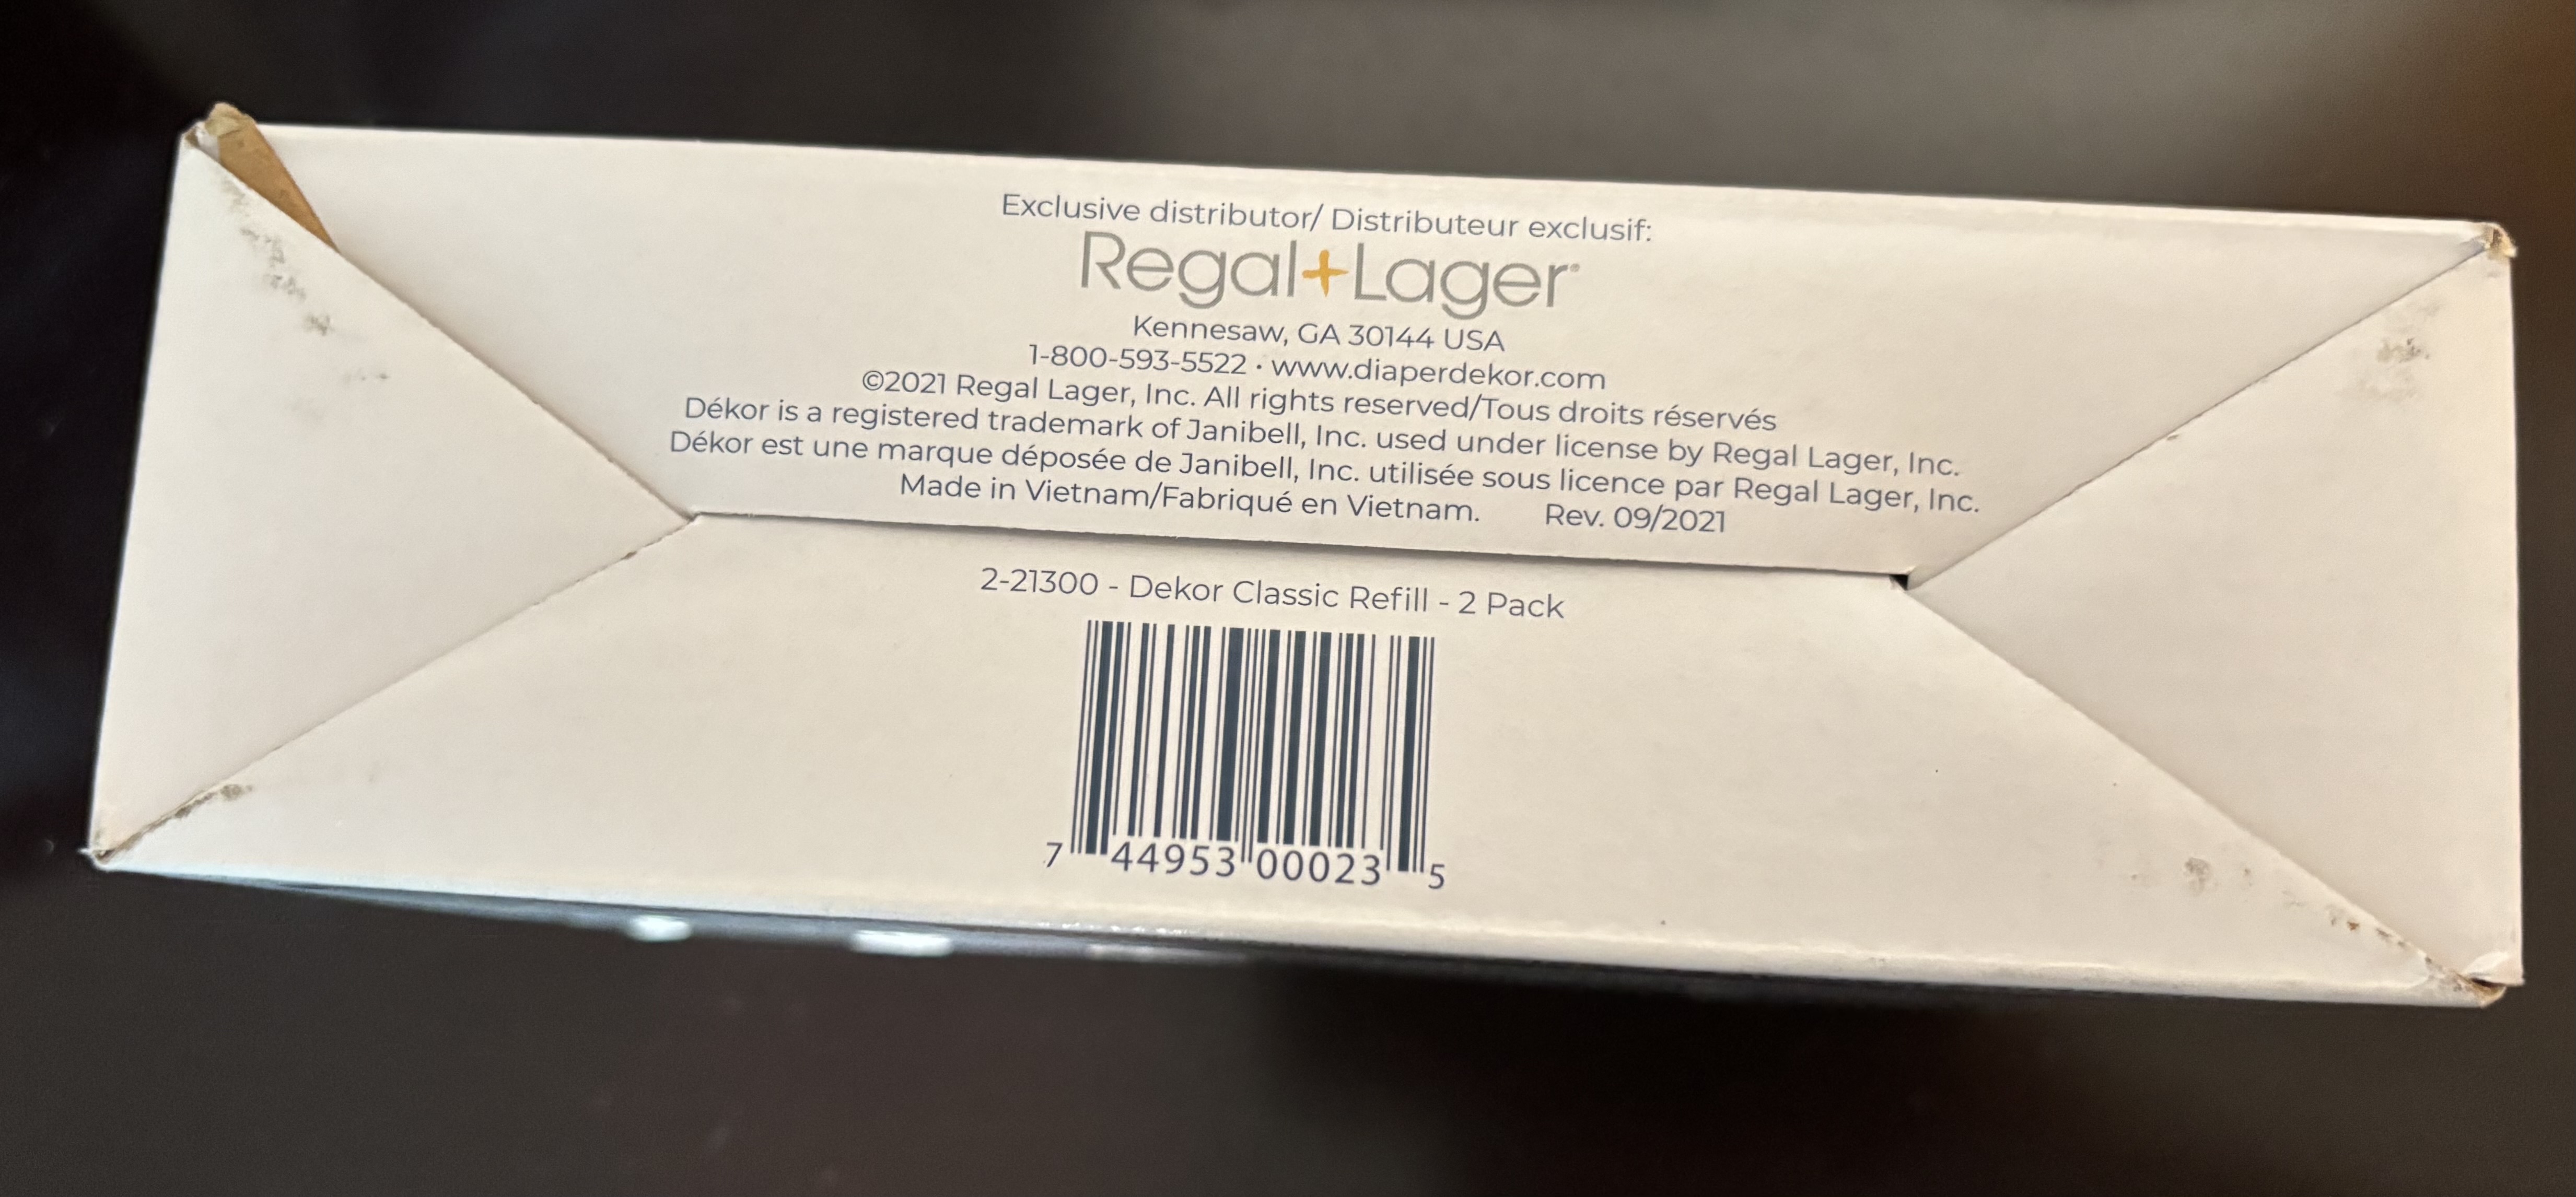 Exclusive distributor/ Distributeur exclusif:
Regal+Lager®
Kennesaw, GA 30144 USA
1-800-593-5522 · www.diaperdekor.com
©2021 Regal Lager, Inc. All rights reserved/Tous droits réservés
Dékor is a registered trademark of Janibell, Inc. used under license by Regal Lager, Inc.
Dékor est une marque déposée de Janibell, Inc. utilisée sous licence par Regal Lager, Inc.
Made in Vietnam/Fabriqué en Vietnam. Rev. 09/2021
2-21300 - Dekor Classic Refill - 2 Pack
7 44953 00023 5